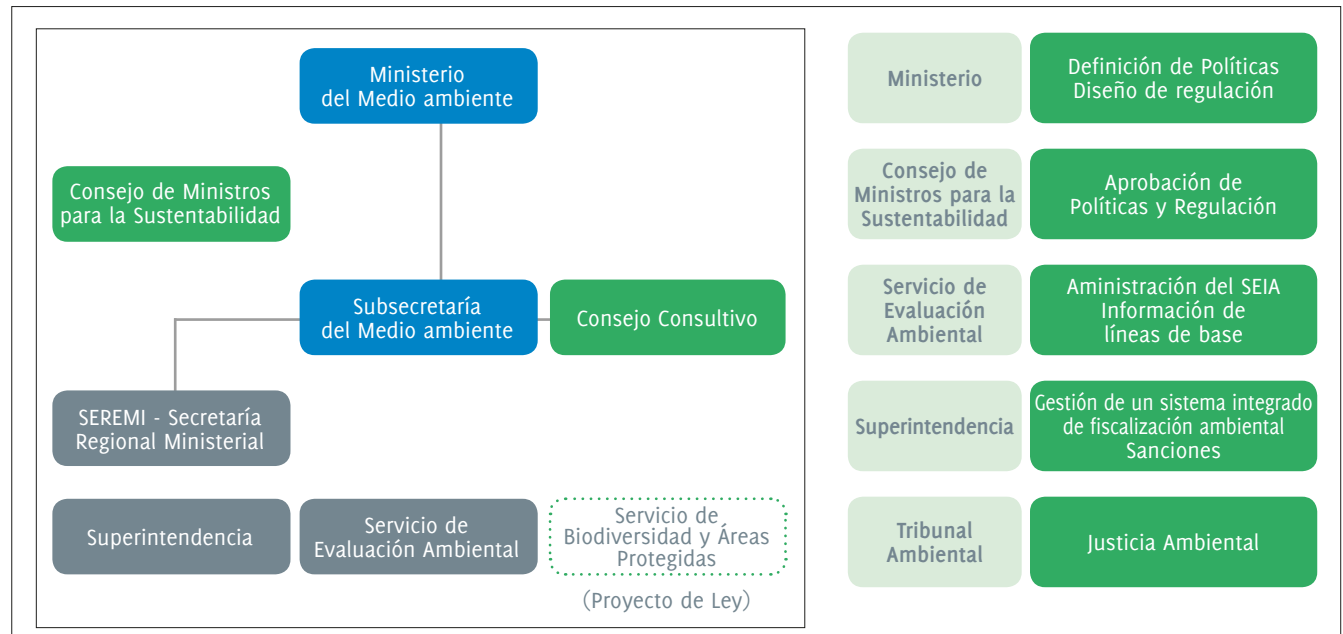 Ministerio
del Medio ambiente
Consejo de Ministros
para la Sustentabilidad
Subsecretaría
del Medio ambiente
Consejo Consultivo
SEREMI - Secretaría
Regional Ministerial
Superintendencia
Servicio de
Evaluación Ambiental
Servicio de
Biodiversidad y Áreas
Protegidas
(Proyecto de Ley)
Ministerio
Definición de Políticas
Diseño de regulación
Consejo de
Ministros para la
Sustentabilidad
Aprobación de
Políticas y Regulación
Servicio de
Evaluación
Ambiental
Aministración del SEIA
Información de
líneas de base
Superintendencia
Gestión de un sistema integrado
de fiscalización ambiental
Sanciones
Tribunal
Ambiental
Justicia Ambiental